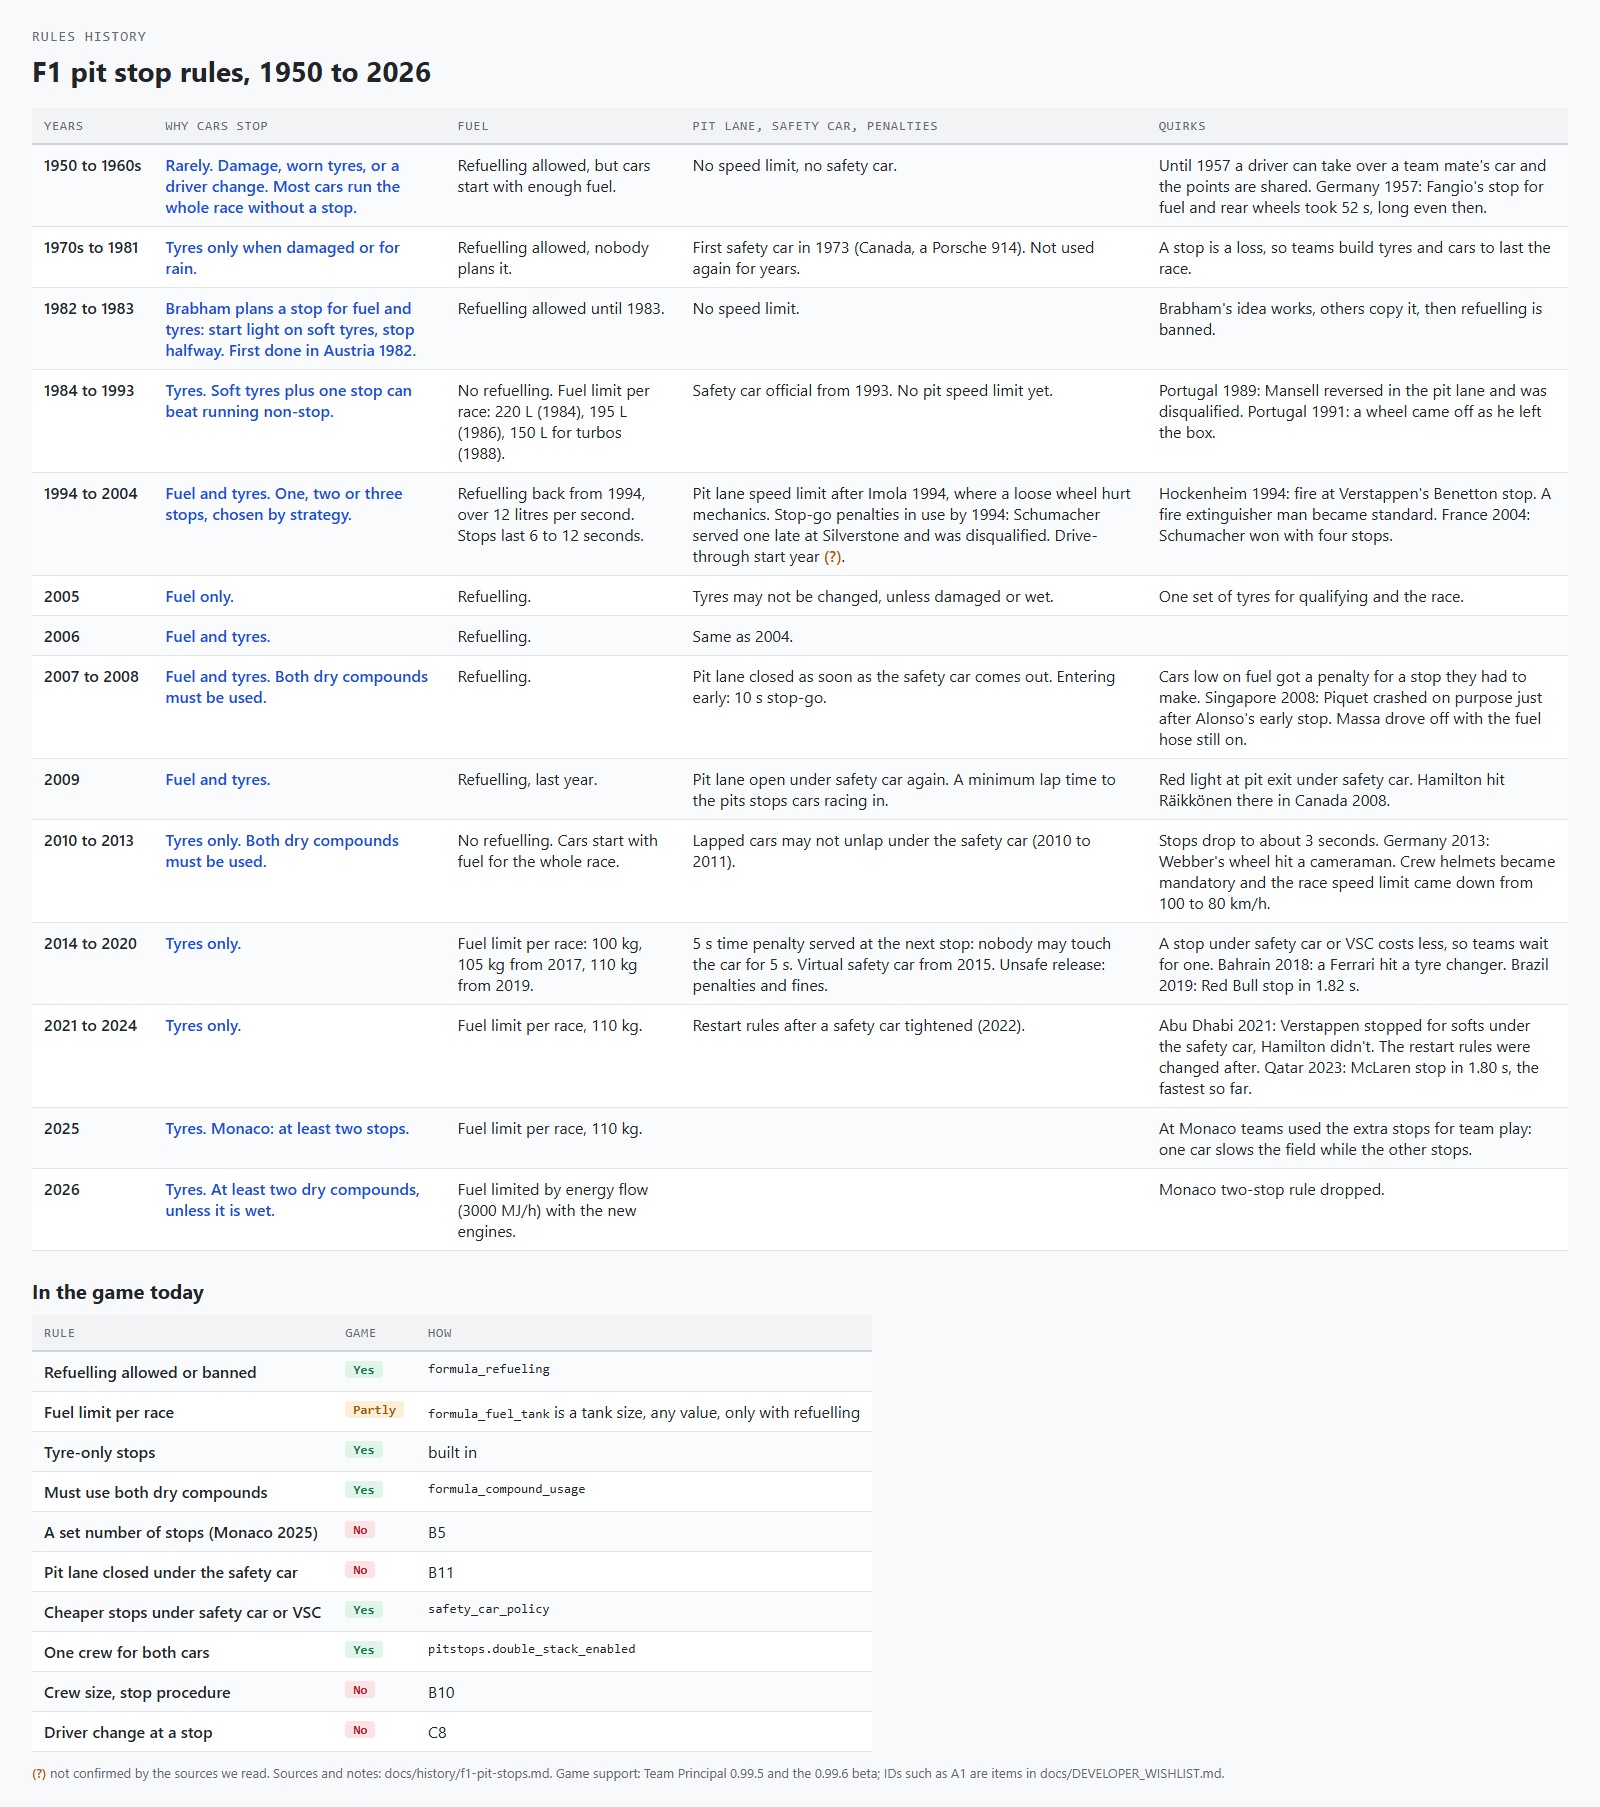 RULES HISTORY
F1 pit stop rules, 1950 to 2026
YEARS WHY CARS STOP FUEL PIT LANE, SAFETY CAR, PENALTIES QUIRKS
1950 to 1960s Rarely. Damage, worn tyres, or a Refuelling allowed, but cars No speed limit, no safety car. Until 1957 a driver can take over a team mate's car and
driver change. Most cars run the start with enough fuel. the points are shared. Germany 1957: Fangio's stop for
whole race without a stop. fuel and rear wheels took 52 s, long even then.
1970s to 1981 Tyres only when damaged or for Refuelling allowed, nobody First safety car in 1973 (Canada, a Porsche 914). Not used A stop is a loss, so teams build tyres and cars to last the
rain. plans it. again for years. race.
1982 to 1983 Brabham plans a stop for fuel and Refuelling allowed until 1983. No speed limit. Brabham's idea works, others copy it, then refuelling is
tyres: start light on soft tyres, stop banned.
halfway. First done in Austria 1982.
1984 to 1993 Tyres. Soft tyres plus one stop can No refuelling. Fuel limit per Safety car official from 1993. No pit speed limit yet. Portugal 1989: Mansell reversed in the pit lane and was
beat running non-stop. race: 220 L (1984), 195 L disqualified. Portugal 1991: a wheel came off as he left
(1986), 150 L for turbos the box.
(1988).
1994 to 2004 Fuel and tyres. One, two or three Refuelling back from 1994, Pit lane speed limit after Imola 1994, where a loose wheel hurt Hockenheim 1994: fire at Verstappen's Benetton stop. A
stops, chosen by strategy. over 12 litres per second. mechanics. Stop-go penalties in use by 1994: Schumacher fire extinguisher man became standard. France 2004:
Stops last 6 to 12 seconds. served one late at Silverstone and was disqualified. Drive- Schumacher won with four stops.
through start year (?).
2005 Fuel only. Refuelling. Tyres may not be changed, unless damaged or wet. One set of tyres for qualifying and the race.
2006 Fuel and tyres. Refuelling. Same as 2004.
2007 to 2008 Fuel and tyres. Both dry compounds Refuelling. Pit lane closed as soon as the safety car comes out. Entering Cars low on fuel got a penalty for a stop they had to
must be used. early: 10 s stop-go. make. Singapore 2008: Piquet crashed on purpose just
after Alonso's early stop. Massa drove off with the fuel
hose still on.
2009 Fuel and tyres. Refuelling, last year. Pit lane open under safety car again. A minimum lap time to Red light at pit exit under safety car. Hamilton hit
the pits stops cars racing in. Räikkönen there in Canada 2008.
2010 to 2013 Tyres only. Both dry compounds No refuelling. Cars start with Lapped cars may not unlap under the safety car (2010 to Stops drop to about 3 seconds. Germany 2013:
must be used. fuel for the whole race. 2011). Webber's wheel hit a cameraman. Crew helmets became
mandatory and the race speed limit came down from
100 to 80 km/h.
2014 to 2020 Tyres only. Fuel limit per race: 100 kg, 5 s time penalty served at the next stop: nobody may touch A stop under safety car or VSC costs less, so teams wait
105 kg from 2017, 110 kg the car for 5 s. Virtual safety car from 2015. Unsafe release: for one. Bahrain 2018: a Ferrari hit a tyre changer. Brazil
from 2019. penalties and fines. 2019: Red Bull stop in 1.82 s.
2021 to 2024 Tyres only. Fuel limit per race, 110 kg. Restart rules after a safety car tightened (2022). Abu Dhabi 2021: Verstappen stopped for softs under
the safety car, Hamilton didn't. The restart rules were
changed after. Qatar 2023: McLaren stop in 1.80 s, the
fastest so far.
2025 Tyres. Monaco: at least two stops. Fuel limit per race, 110 kg. At Monaco teams used the extra stops for team play:
one car slows the field while the other stops.
2026 Tyres. At least two dry compounds, Fuel limited by energy flow Monaco two-stop rule dropped.
unless it is wet. (3000 MJ/h) with the new
engines.
In the game today
RULE GAME HOW
Refuelling allowed or banned Yes formula_refueling
Fuel limit per race Partly formula_fuel_tank is a tank size, any value, only with refuelling
Tyre-only stops Yes built in
Must use both dry compounds Yes formula_compound_usage
A set number of stops (Monaco 2025) No B5
Pit lane closed under the safety car No B11
Cheaper stops under safety car or VSC Yes safety_car_policy
One crew for both cars Yes pitstops.double_stack_enabled
Crew size, stop procedure No B10
Driver change at a stop No C8
(?) not confirmed by the sources we read. Sources and notes: docs/history/f1-pit-stops.md. Game support: Team Principal 0.99.5 and the 0.99.6 beta; IDs such as A1 are items in docs/DEVELOPER_WISHLIST.md.